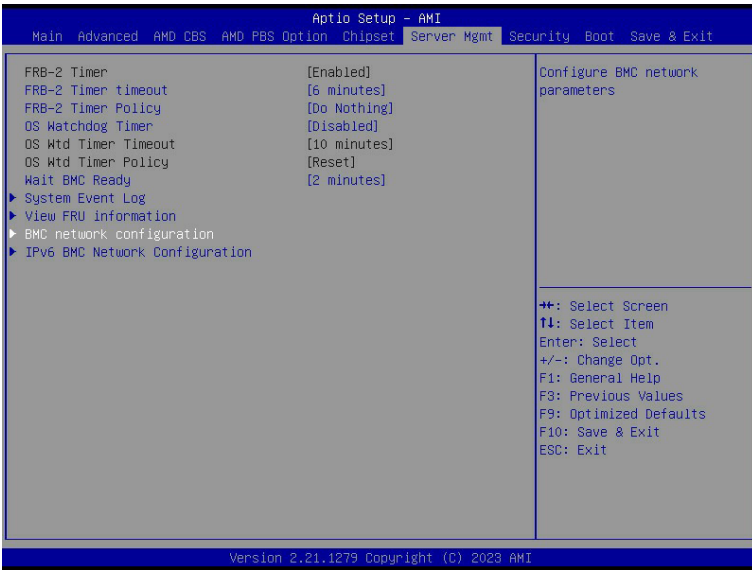 Aptio Setup – AMI
Main Advanced AMD CBS AMD PBS Option Chipset Server Mgmt Security Boot Save & Exit
FRB-2 Timer [Enabled]
FRB-2 Timer timeout [6 minutes]
FRB-2 Timer Policy [Do Nothing]
OS Watchdog Timer [Disabled]
OS Wtd Timer Timeout [10 minutes]
OS Wtd Timer Policy [Reset]
Wait BMC Ready [2 minutes]
▶ System Event Log
▶ View FRU information
▶ BMC network configuration
▶ IPv6 BMC Network Configuration
Configure BMC network
parameters
→←: Select Screen
↑↓: Select Item
Enter: Select
+/-: Change Opt.
F1: General Help
F3: Previous Values
F9: Optimized Defaults
F10: Save & Exit
ESC: Exit
Version 2.21.1279 Copyright (C) 2023 AMI